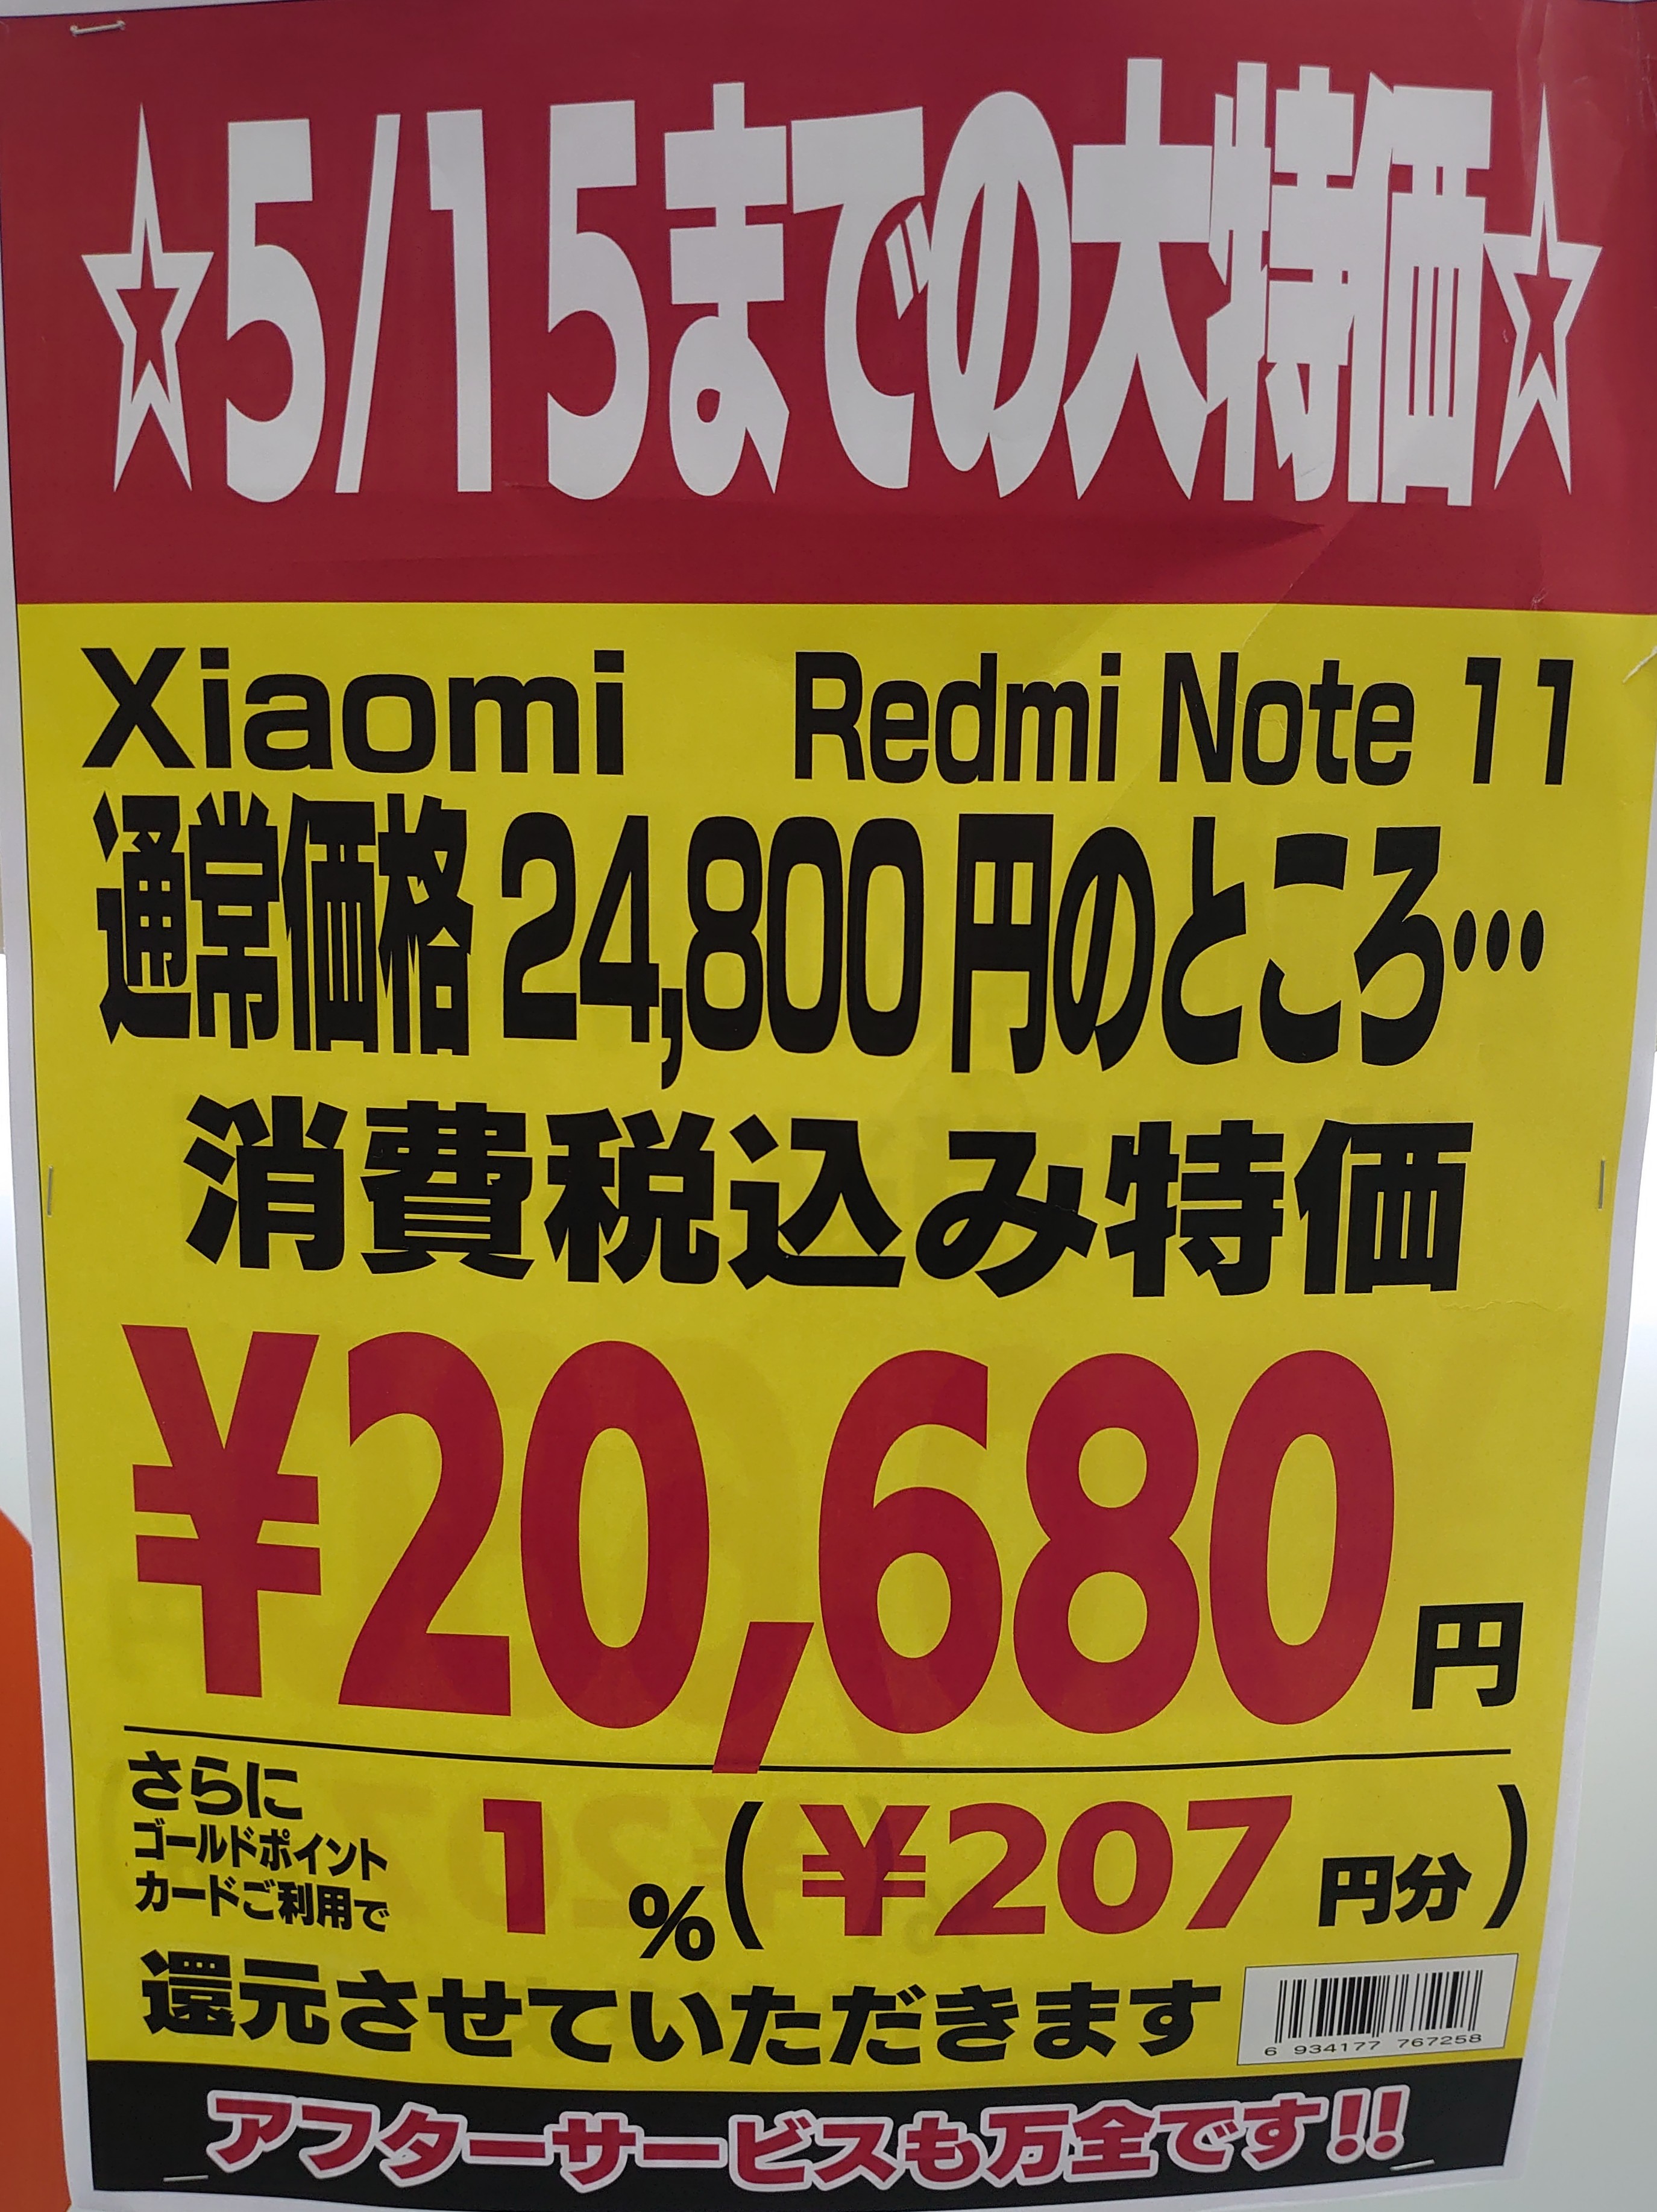 ☆5/15までの大特価☆
Xiaomi Redmi Note 11
通常価格24,800円のところ…
消費税込み特価
¥20,680円
さらに
ゴールドポイント
カードご利用で
1%(¥207円分)
還元させていただきます
6 934177 767258
アフターサービスも万全です!!